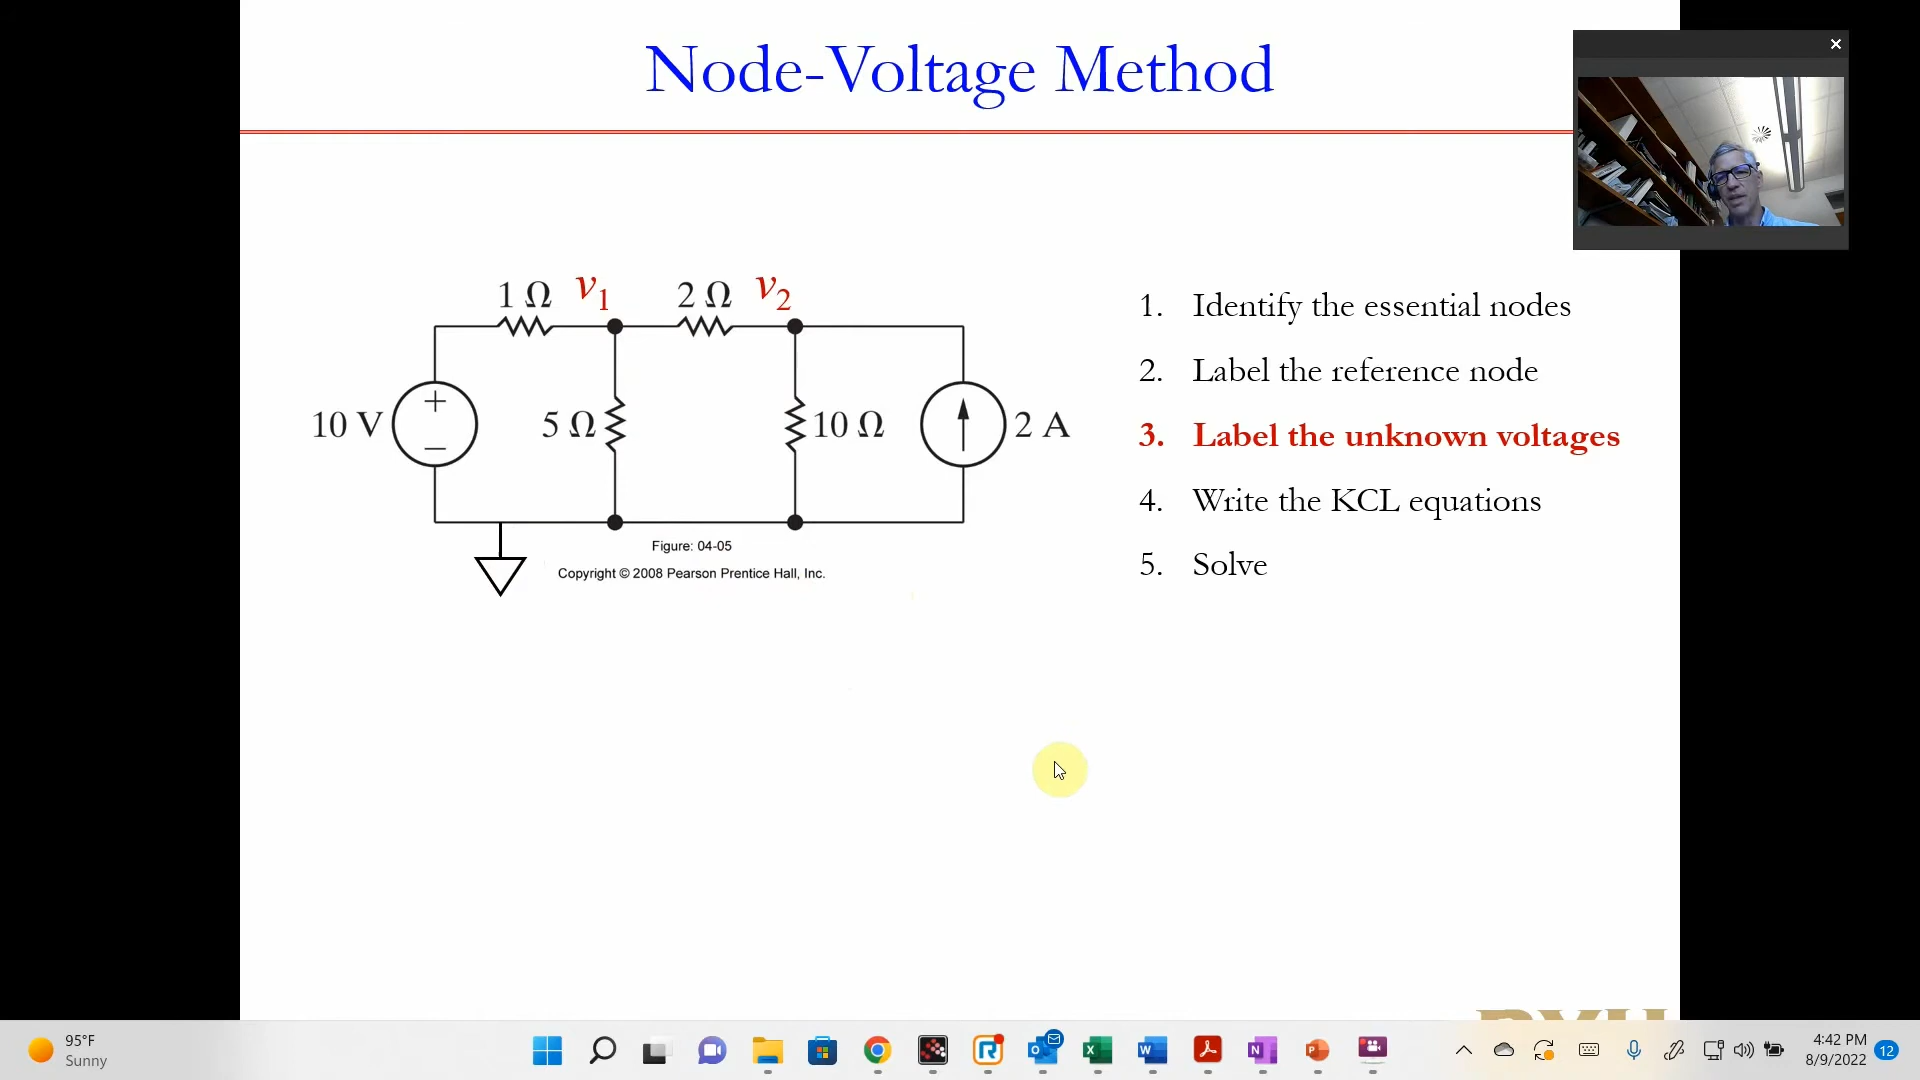 Node-Voltage Method
1 Ω v1 2 Ω v2
10 V + − 5 Ω 10 Ω 2 A
Figure: 04-05
Copyright © 2008 Pearson Prentice Hall, Inc.
1. Identify the essential nodes
2. Label the reference node
3. Label the unknown voltages
4. Write the KCL equations
5. Solve
95°F
Sunny
4:42 PM
8/9/2022
12